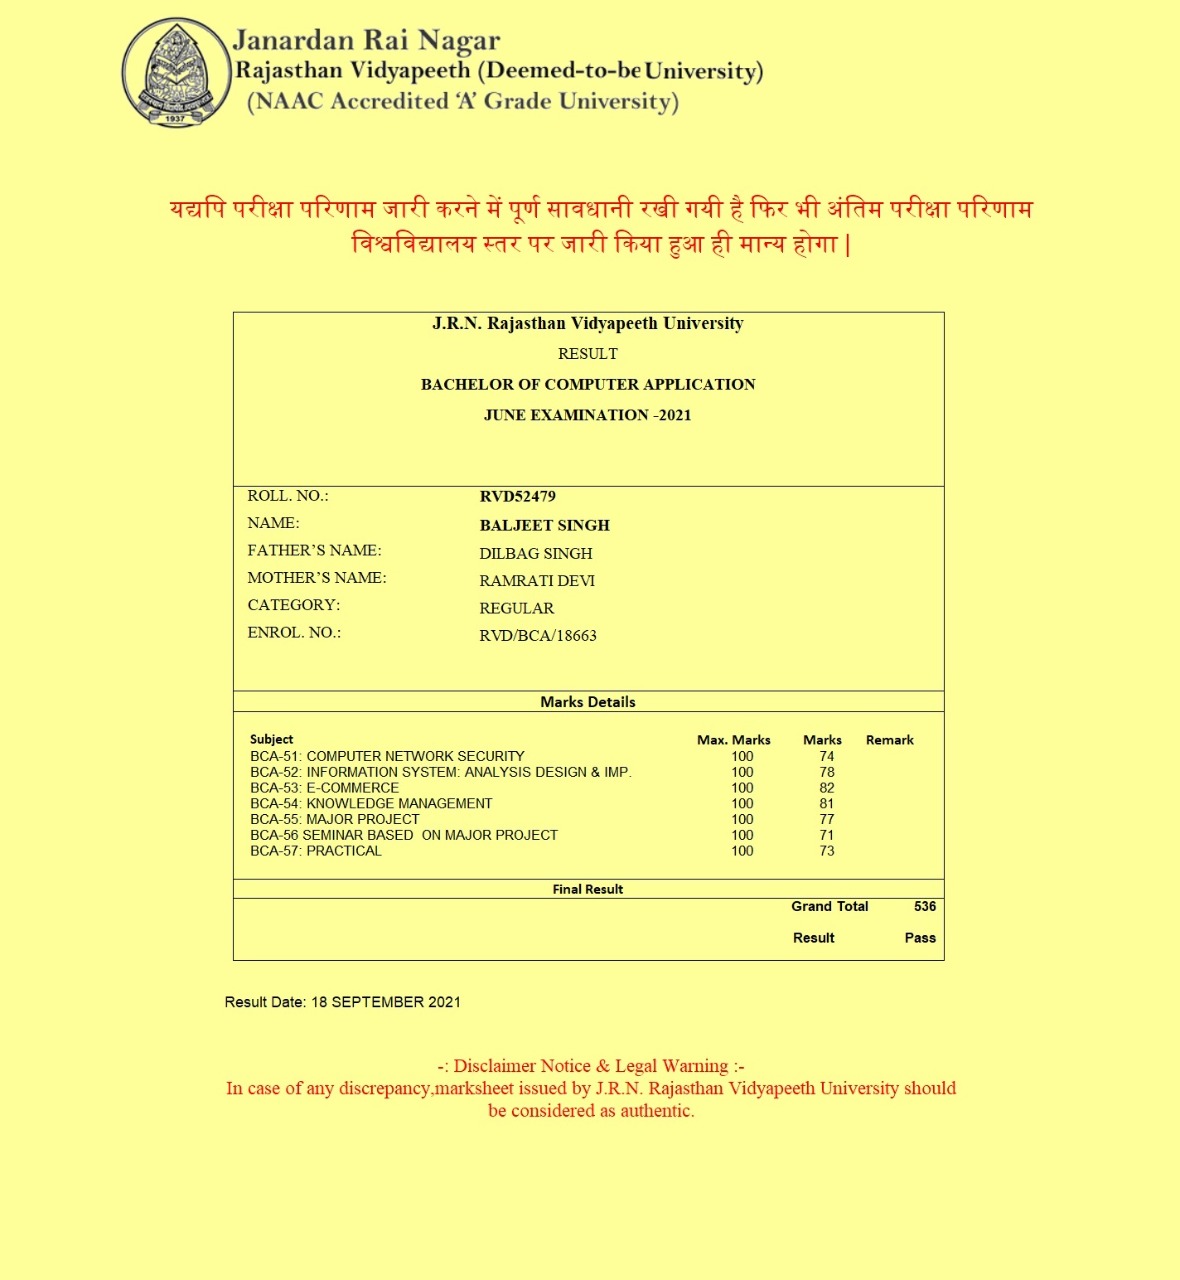 Janardan Rai Nagar
Rajasthan Vidyapeeth (Deemed-to-be University)
(NAAC Accredited ‘A’ Grade University)
1937
यद्यपि परीक्षा परिणाम जारी करने में पूर्ण सावधानी रखी गयी है फिर भी अंतिम परीक्षा परिणाम
विश्वविद्यालय स्तर पर जारी किया हुआ ही मान्य होगा |
J.R.N. Rajasthan Vidyapeeth University
RESULT
BACHELOR OF COMPUTER APPLICATION
JUNE EXAMINATION -2021
ROLL. NO.: RVD52479
NAME: BALJEET SINGH
FATHER’S NAME: DILBAG SINGH
MOTHER’S NAME: RAMRATI DEVI
CATEGORY: REGULAR
ENROL. NO.: RVD/BCA/18663
Marks Details
Subject Max. Marks Marks Remark
BCA-51: COMPUTER NETWORK SECURITY 100 74
BCA-52: INFORMATION SYSTEM: ANALYSIS DESIGN & IMP. 100 78
BCA-53: E-COMMERCE 100 82
BCA-54: KNOWLEDGE MANAGEMENT 100 81
BCA-55: MAJOR PROJECT 100 77
BCA-56 SEMINAR BASED ON MAJOR PROJECT 100 71
BCA-57: PRACTICAL 100 73
Final Result
Grand Total 536
Result Pass
Result Date: 18 SEPTEMBER 2021
-: Disclaimer Notice & Legal Warning :-
In case of any discrepancy,marksheet issued by J.R.N. Rajasthan Vidyapeeth University should
be considered as authentic.